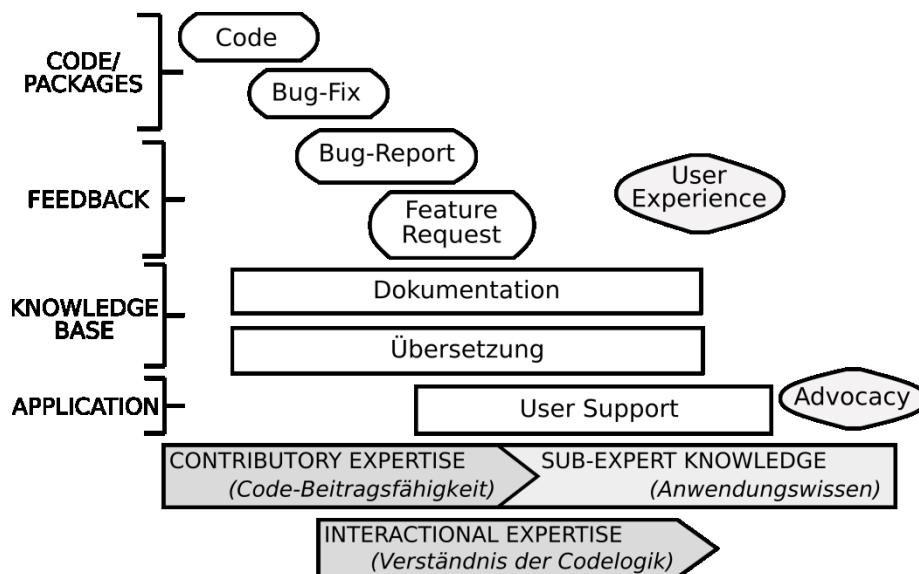 CODE/
PACKAGES
Code
Bug-Fix
FEEDBACK
Bug-Report
Feature
Request
User
Experience
KNOWLEDGE
BASE
Dokumentation
Übersetzung
APPLICATION
User Support
Advocacy
CONTRIBUTORY EXPERTISE
(Code-Beitragsfähigkeit)
SUB-EXPERT KNOWLEDGE
(Anwendungswissen)
INTERACTIONAL EXPERTISE
(Verständnis der Codelogik)